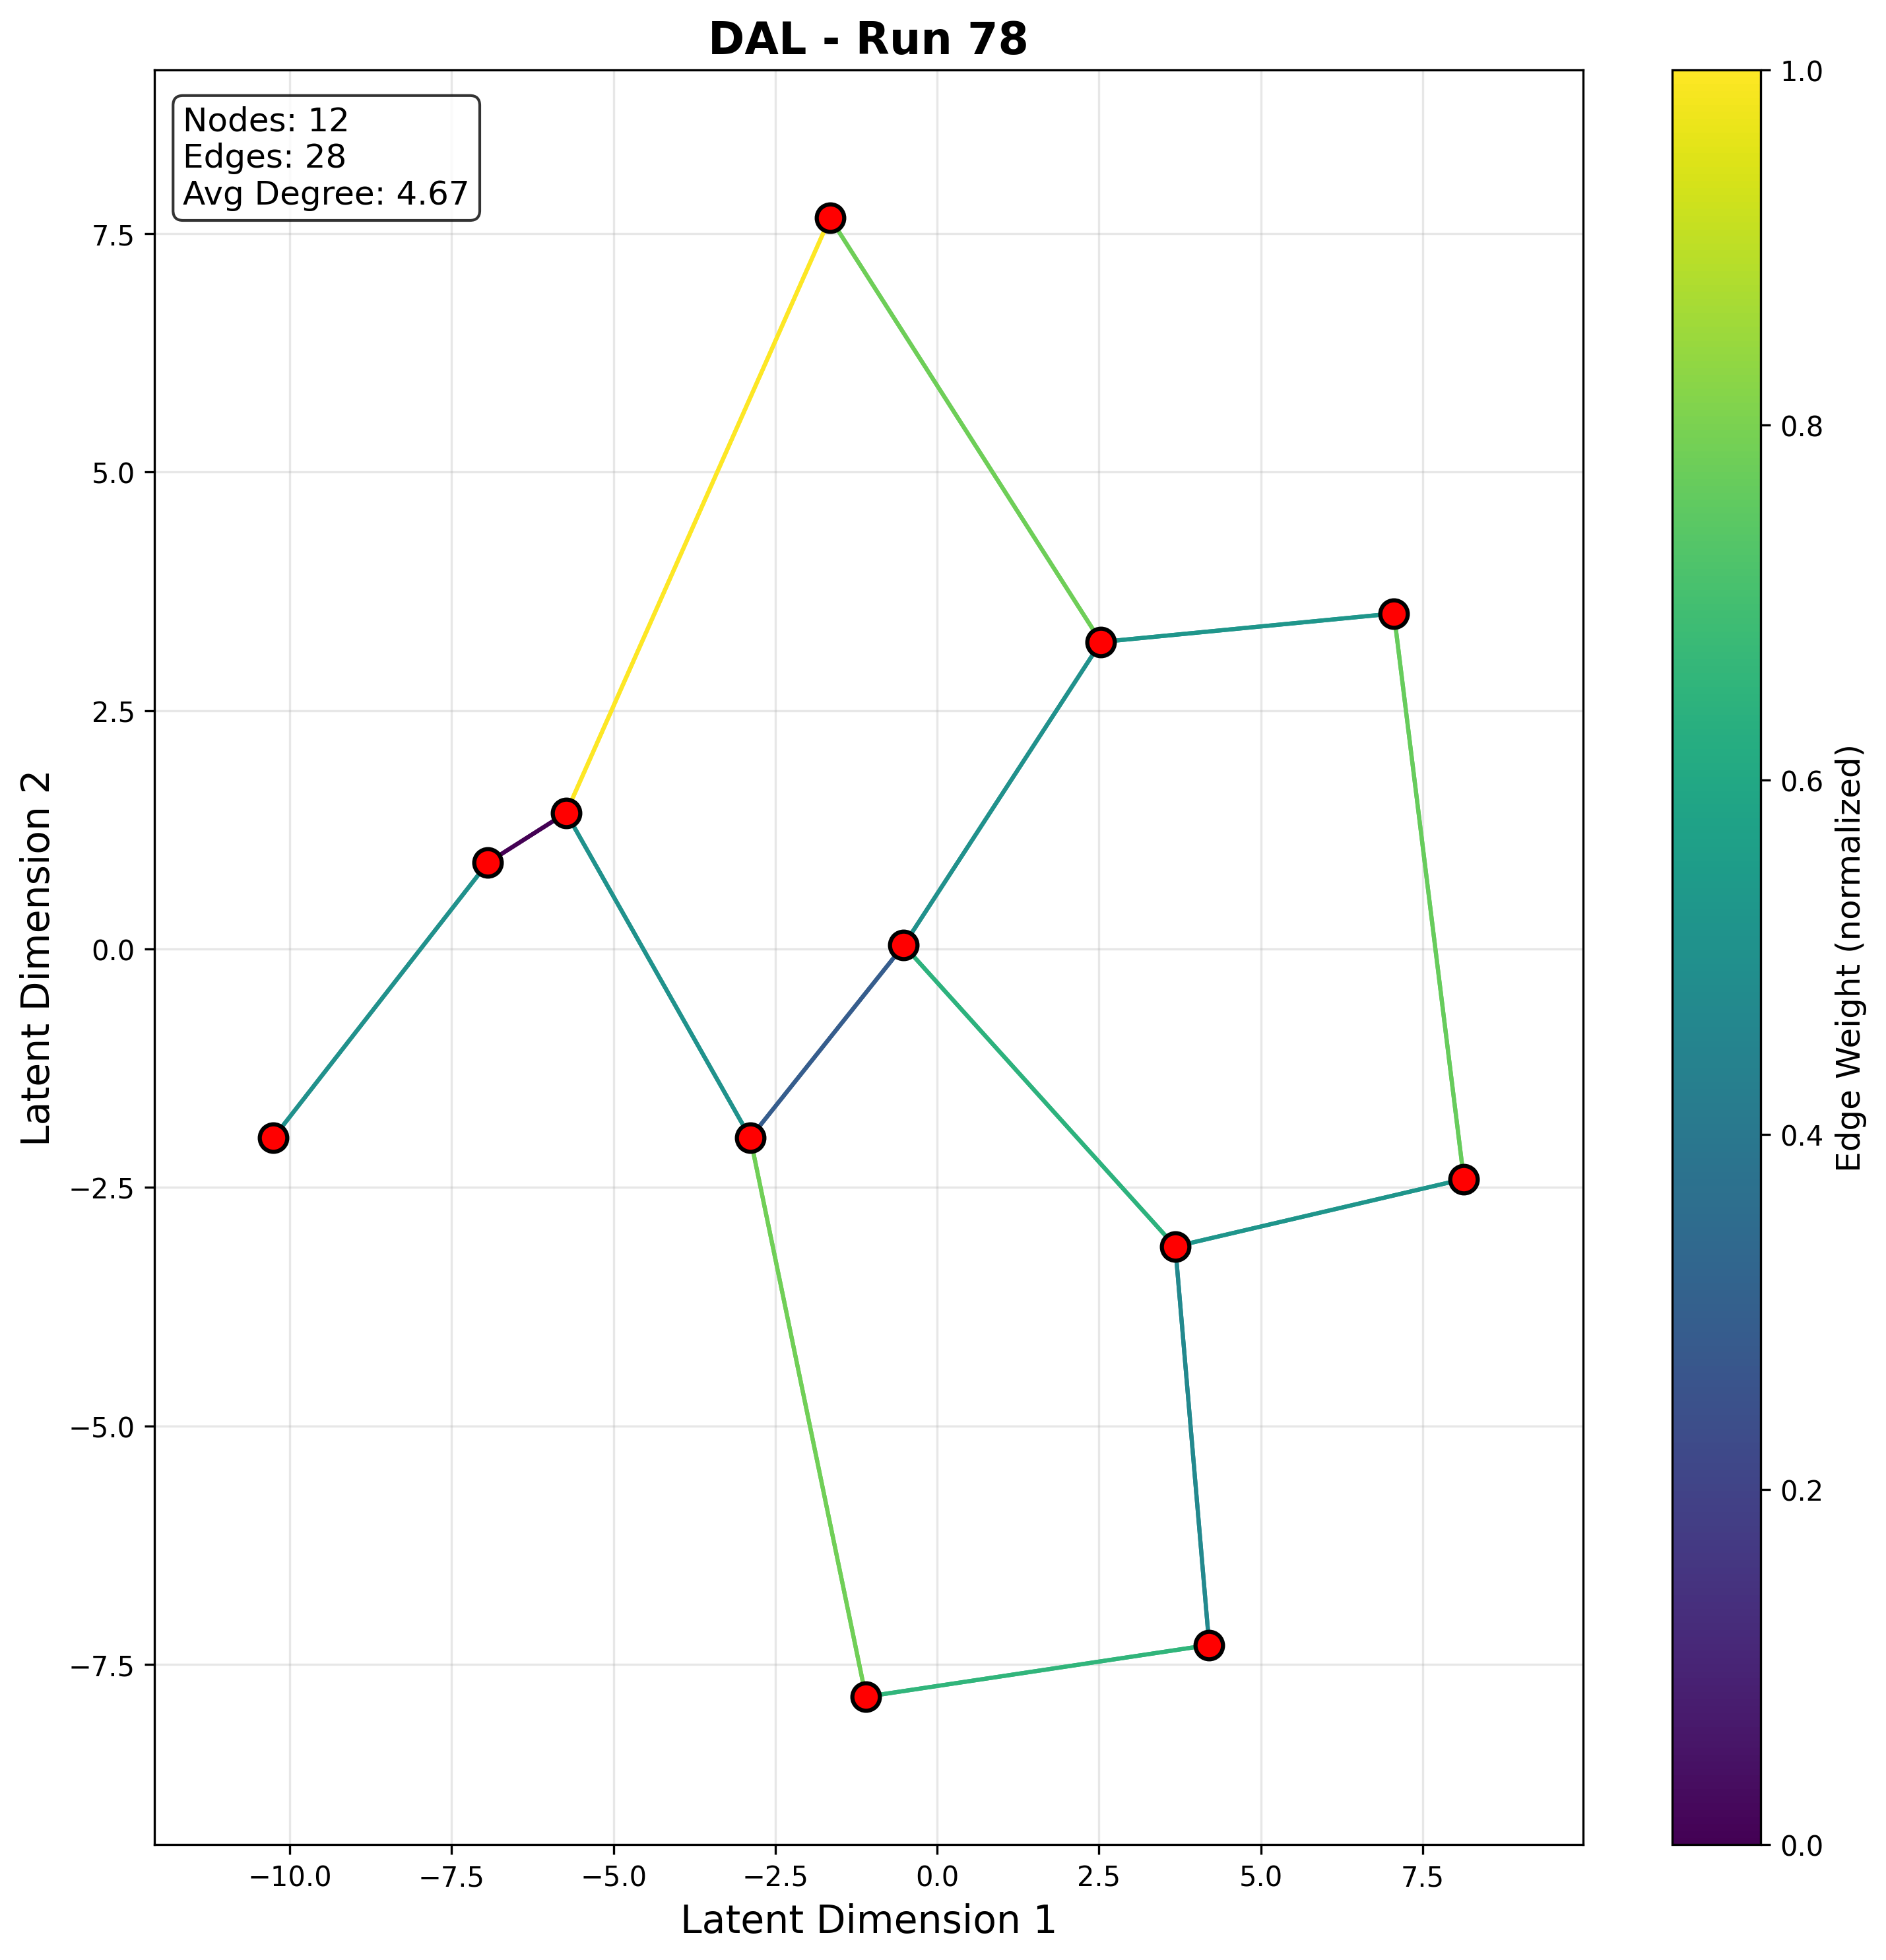 DAL - Run 78
Nodes: 12
Edges: 28
Avg Degree: 4.67
7.5
5.0
2.5
0.0
−2.5
−5.0
−7.5
Latent Dimension 2
−10.0 −7.5 −5.0 −2.5 0.0 2.5 5.0 7.5
Latent Dimension 1
1.0
0.8
0.6
0.4
0.2
0.0
Edge Weight (normalized)